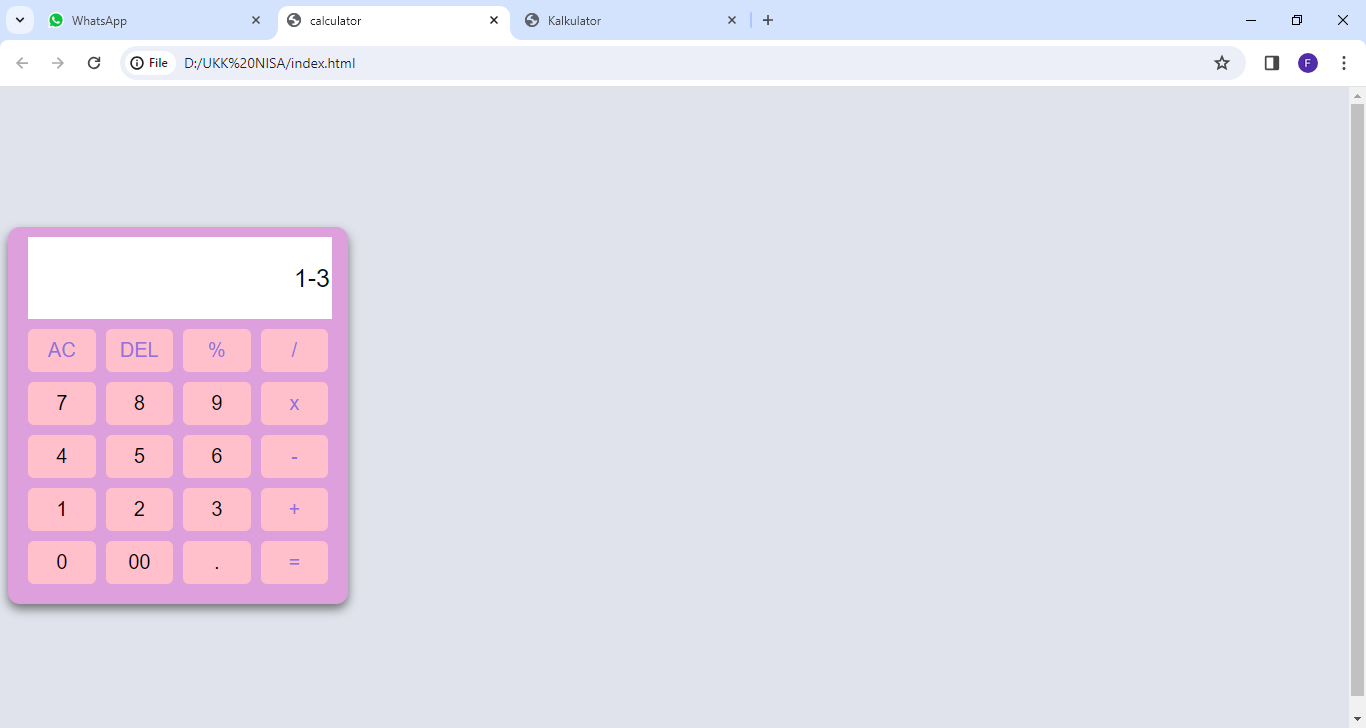 WhatsApp calculator Kalkulator
File D:/UKK%20NISA/index.html F
1-3
AC DEL % /
7 8 9 x
4 5 6 -
1 2 3 +
0 00 . =